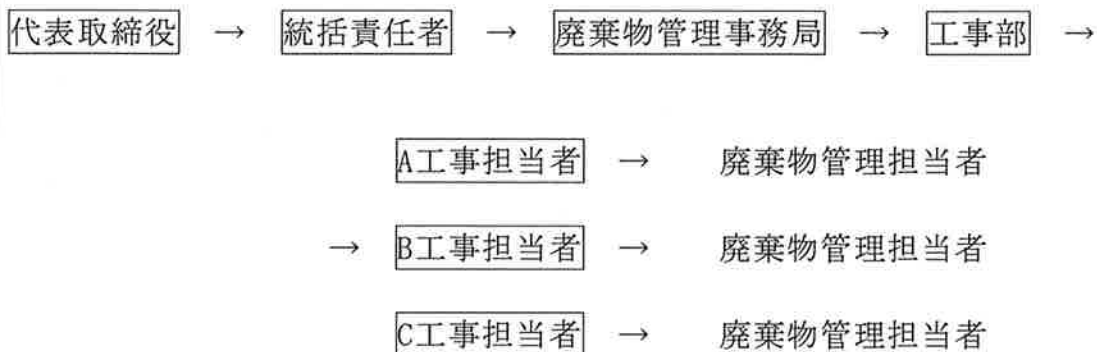 代表取締役 → 統括責任者 → 廃棄物管理事務局 → 工事部 →
A工事担当者 → 廃棄物管理担当者
→ B工事担当者 → 廃棄物管理担当者
C工事担当者 → 廃棄物管理担当者